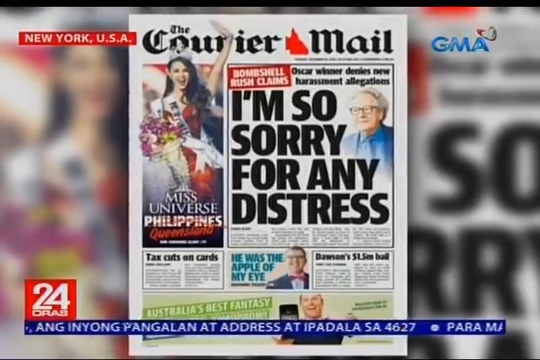 NEW YORK, U.S.A.
GMA
The
Courier Mail
BOMBSHELL
RUSH CLAIMS
Oscar winner denies new
harassment allegations
I'M SO
SORRY
FOR ANY
DISTRESS
MISS
UNIVERSE
PHILIPPINES
Queensland
Tax cuts on cards
HE WAS THE
APPLE OF
MY EYE
Dawson's $1.5m bail
AUSTRALIA'S BEST FANTASY
24
ORAS
, ANG INYONG PANGALAN AT ADDRESS AT IPADALA SA 4627 PARA MA
SO
RY